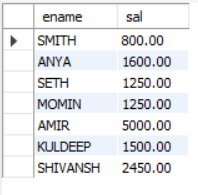 ename sal
SMITH 800.00
ANYA 1600.00
SETH 1250.00
MOMIN 1250.00
AMIR 5000.00
KULDEEP 1500.00
SHIVANSH 2450.00